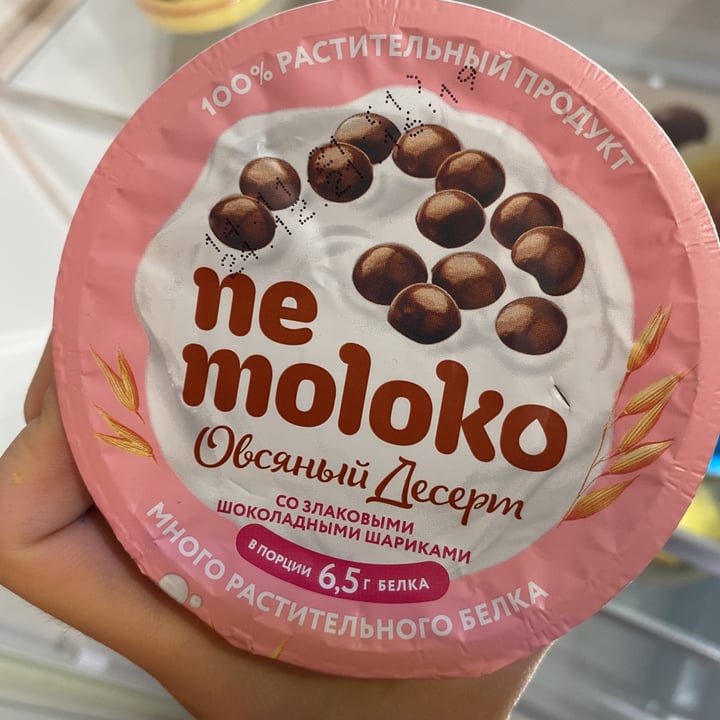 100% РАСТИТЕЛЬНЫЙ ПРОДУКТ
ne
moloko
Овсяный Десерт
СО ЗЛАКОВЫМИ
ШОКОЛАДНЫМИ ШАРИКАМИ
В ПОРЦИИ 6,5 Г БЕЛКА
МНОГО РАСТИТЕЛЬНОГО БЕЛКА